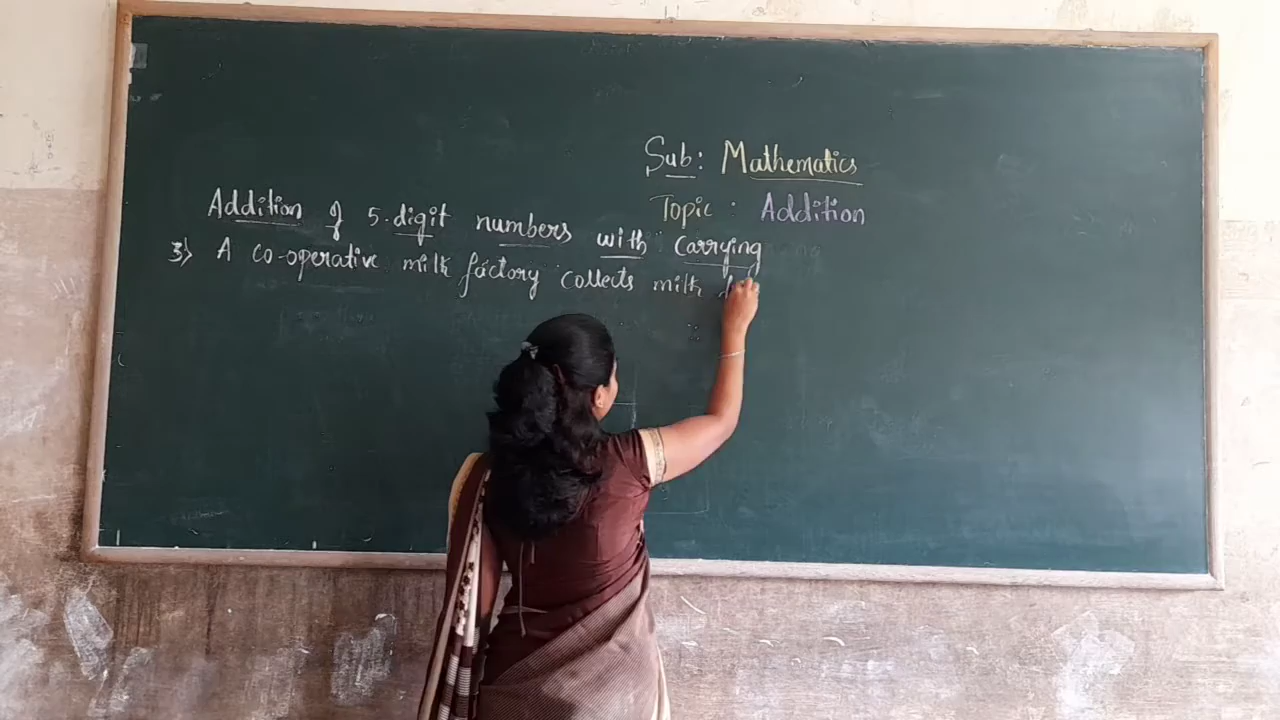 Sub: Mathematics
Topic: Addition
Addition of 5-digit numbers with Carrying
3) A co-operative milk factory collects milk